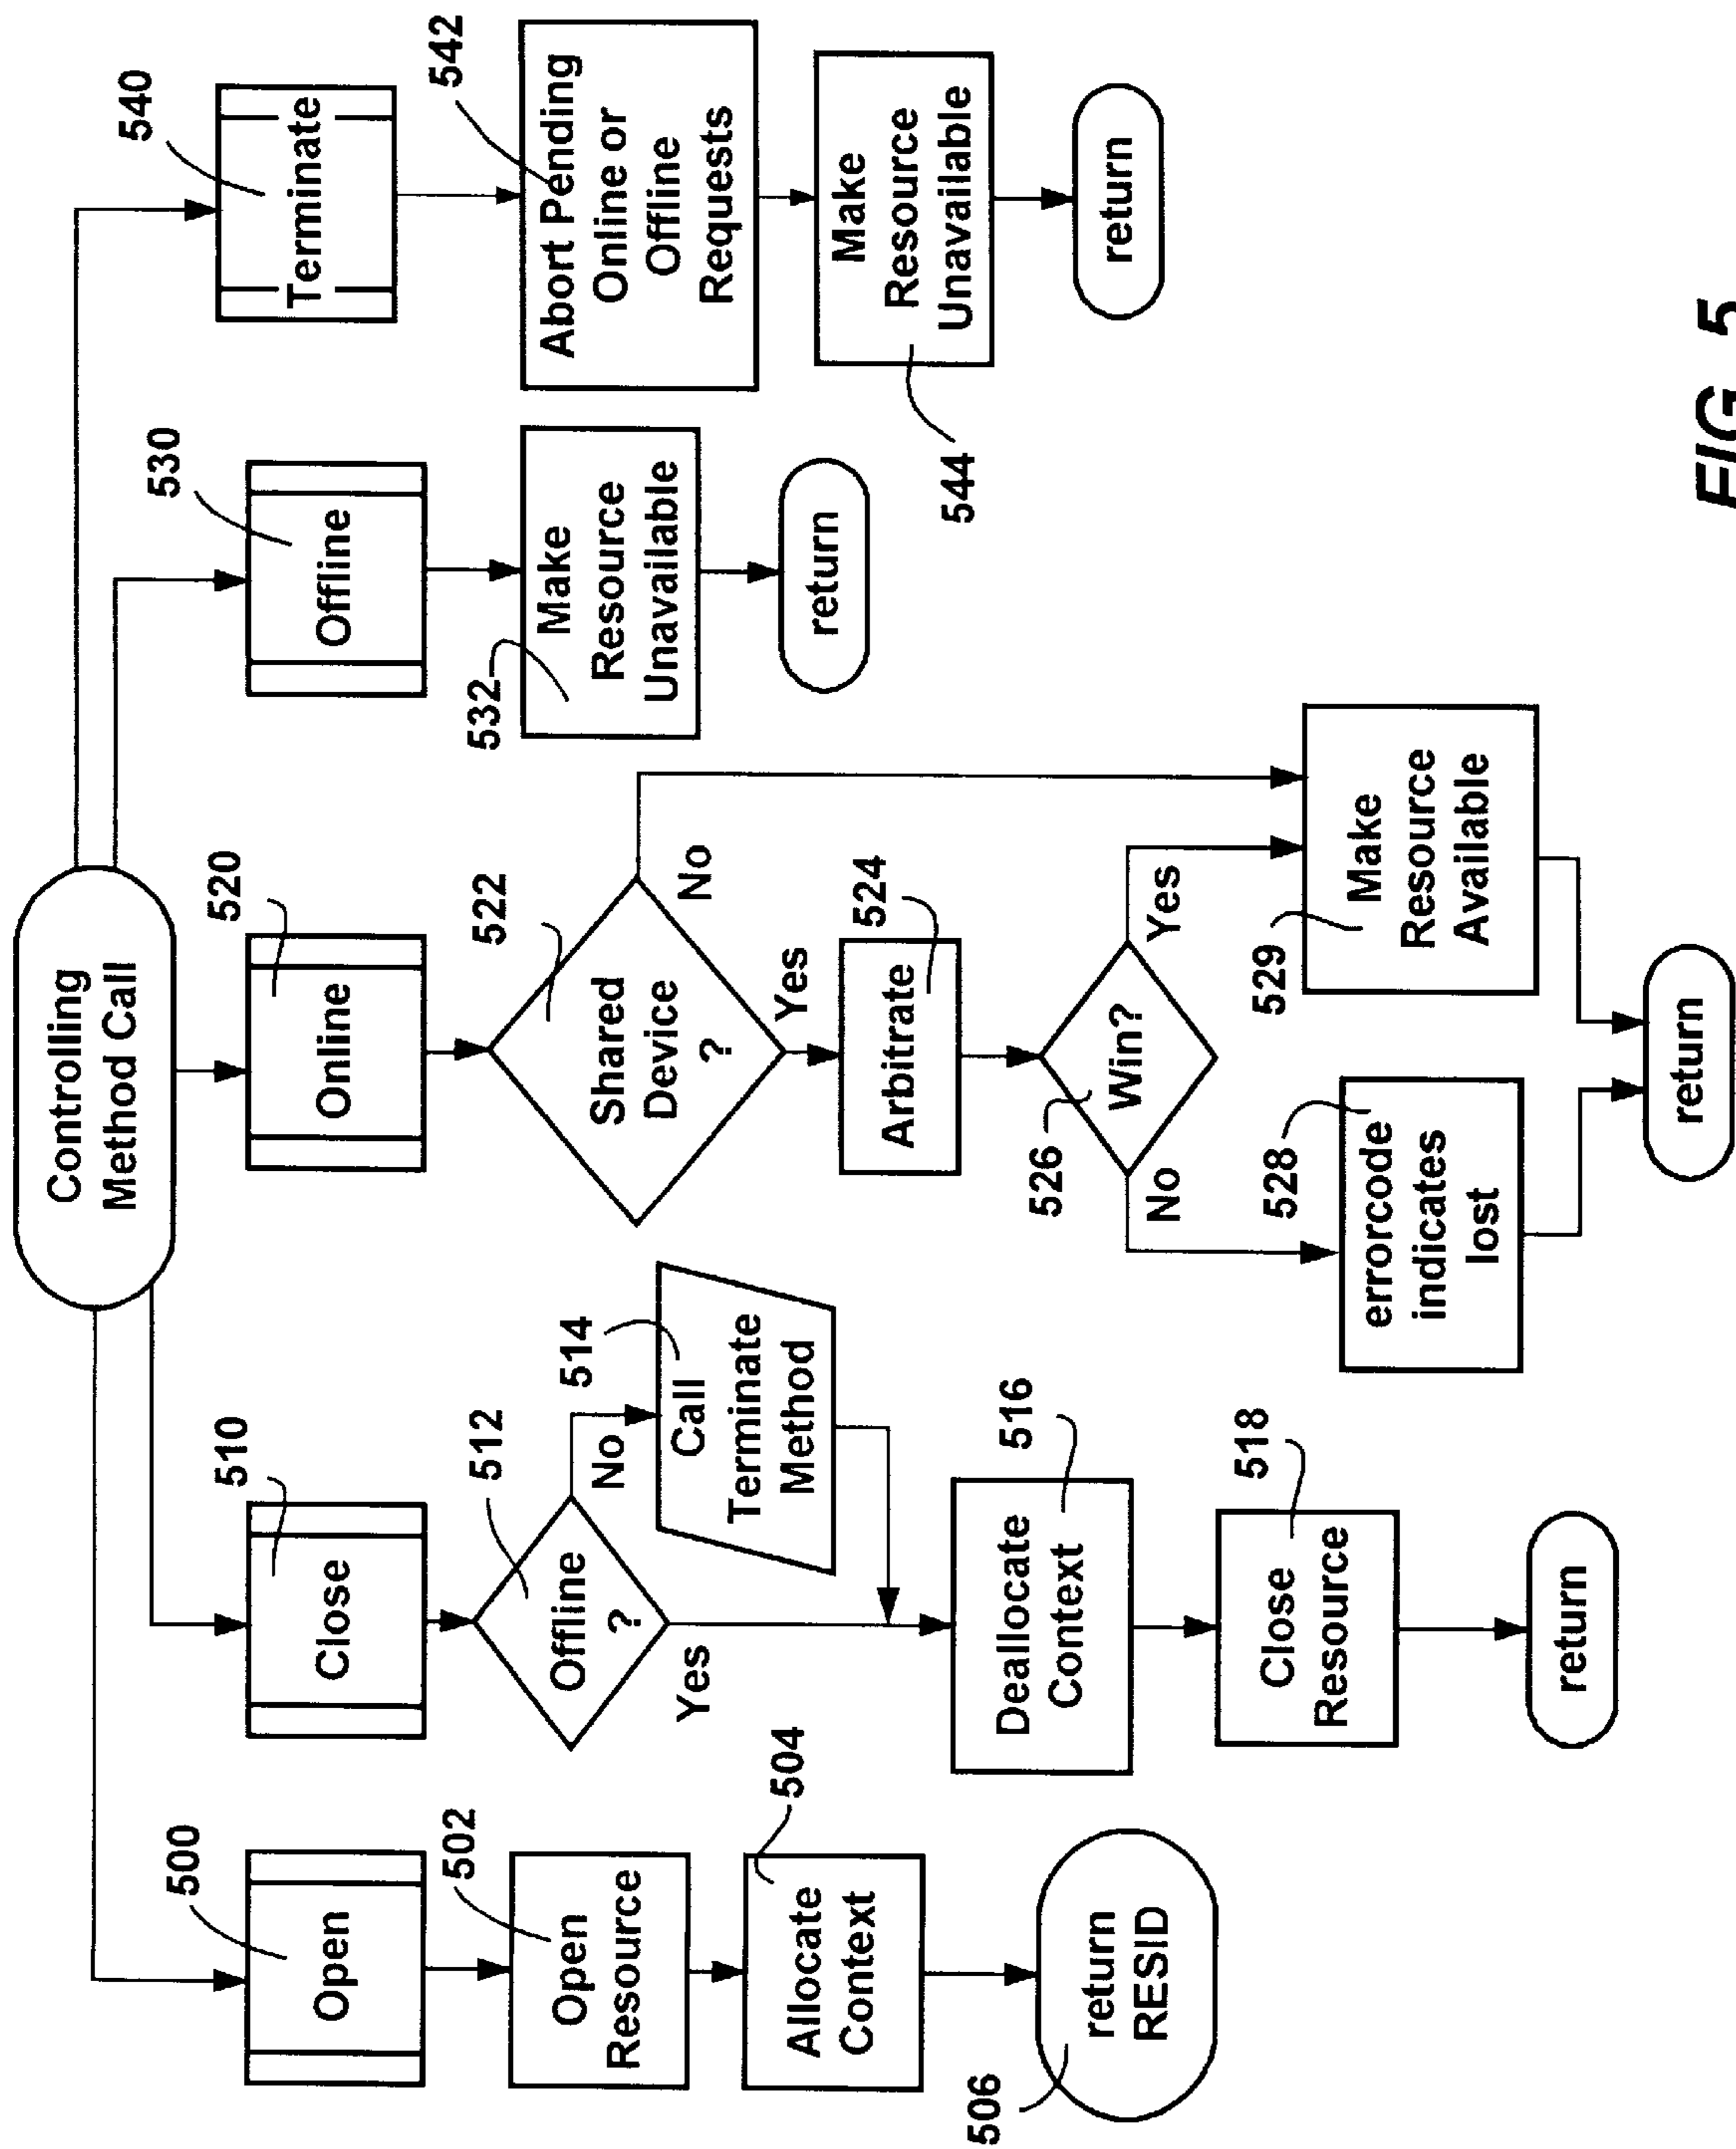 Controlling
Method Call
500
Open
502
Open
Resource
504
Allocate
Context
506
return
RESID
510
Close
512
Offline
?
No
Yes
514
Call
Terminate
Method
516
Deallocate
Context
518
Close
Resource
return
520
Online
522
Shared
Device
?
No
Yes
524
Arbitrate
526
Win?
No
Yes
528
errorcode
indicates
lost
529
Make
Resource
Available
return
530
Offline
532
Make
Resource
Unavailable
return
540
Terminate
542
Abort Pending
Online or
Offline
Requests
544
Make
Resource
Unavailable
return
FIG. 5